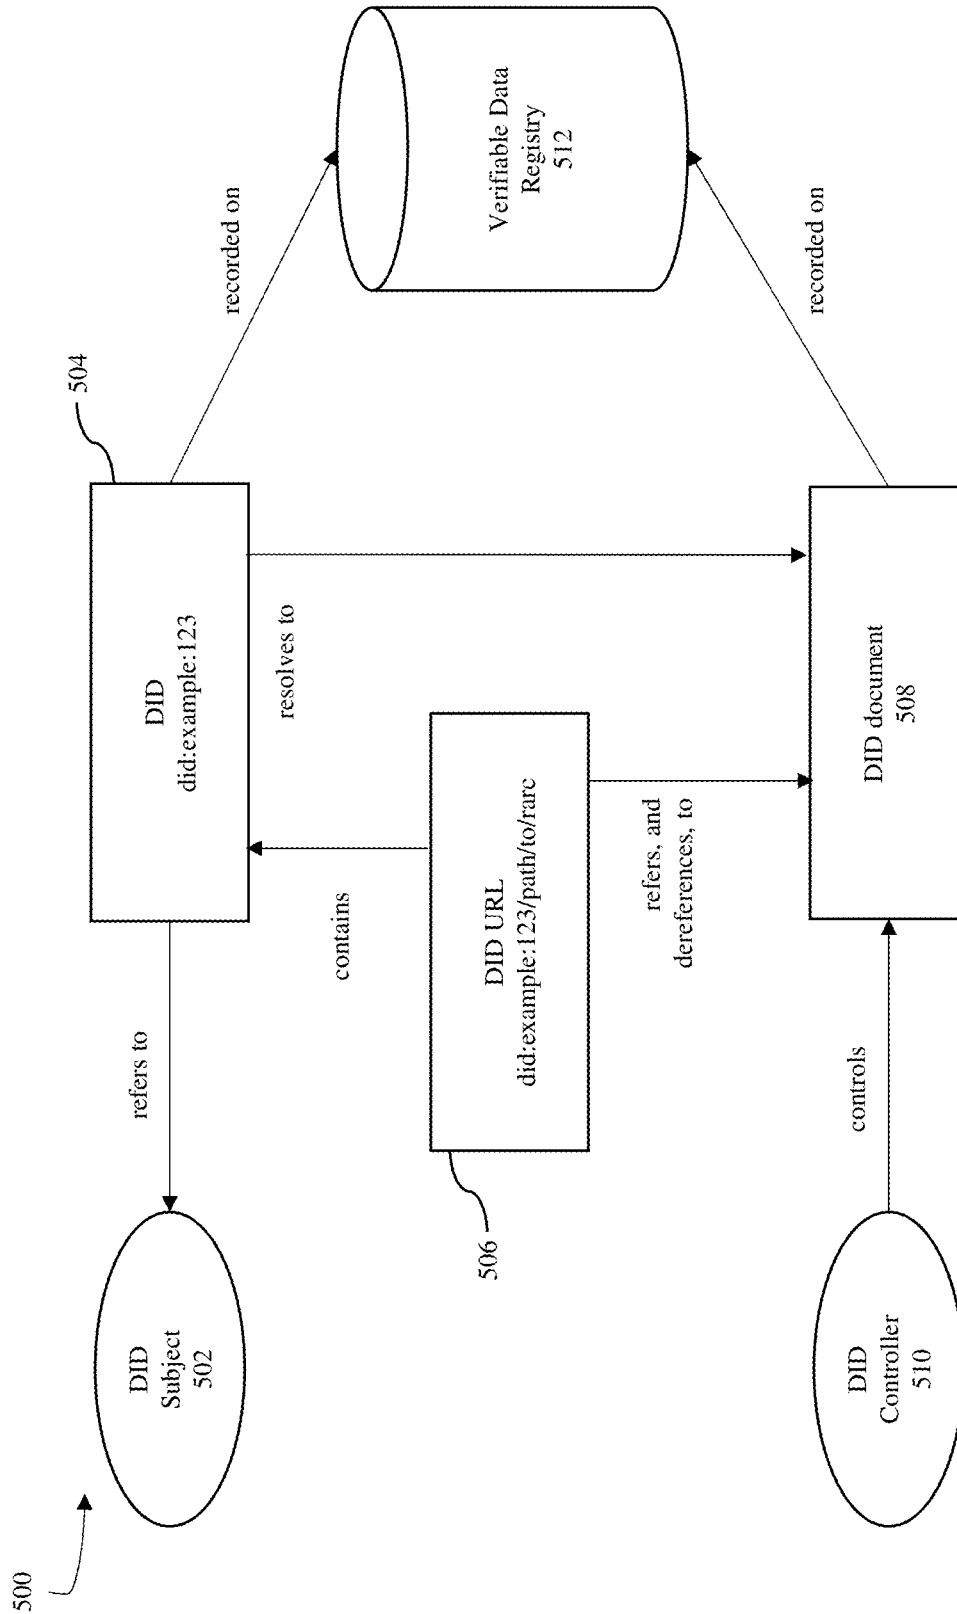 500
DID
Subject
502
refers to
DID
did:example:123
504
recorded on
contains
resolves to
506
DID URL
did:example:123/path/to/rarc
refers, and
dereferences, to
Verifiable Data
Registry
512
DID
Controller
510
controls
DID document
508
recorded on